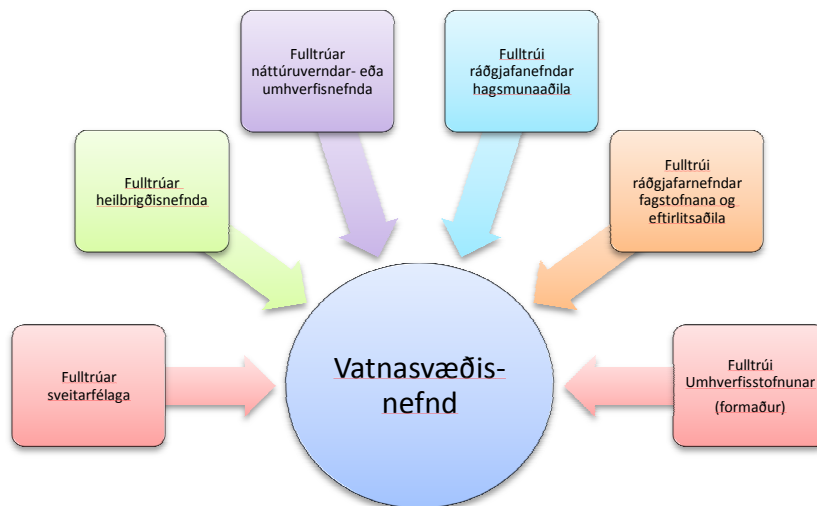 Fulltrúar
náttúruverndar- eða
umhverfisnefnda
Fulltrúi
ráðgjafanefndar
hagsmunaaðila
Fulltrúar
heilbrigðisnefnda
Fulltrúi
ráðgjafarnefndar
fagstofnana og
eftirlitsaðila
Fulltrúar
sveitarfélaga
Vatnasvæðis-
nefnd
Fulltrúi
Umhverfisstofnunar
(formaður)